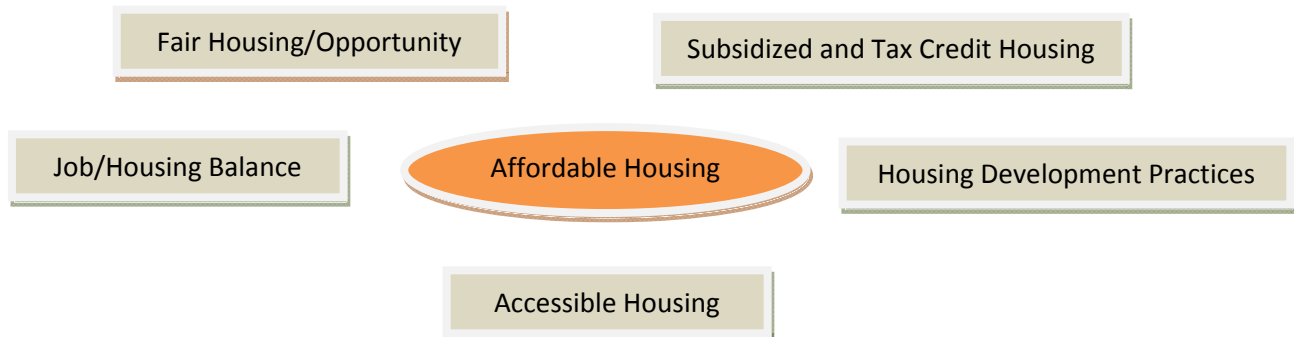 Fair Housing/Opportunity
Subsidized and Tax Credit Housing
Job/Housing Balance
Affordable Housing
Housing Development Practices
Accessible Housing